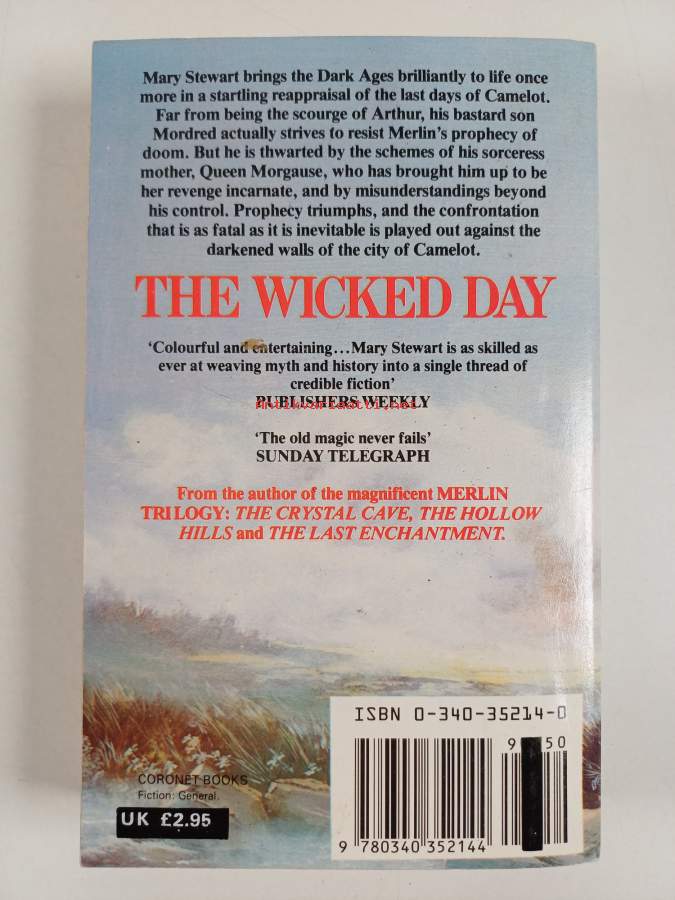 Mary Stewart brings the Dark Ages brilliantly to life once
more in a startling reappraisal of the last days of Camelot.
Far from being the scourge of Arthur, his bastard son
Mordred actually strives to resist Merlin's prophecy of
doom. But he is thwarted by the schemes of his sorceress
mother, Queen Morgause, who has brought him up to be
her revenge incarnate, and by misunderstandings beyond
his control. Prophecy triumphs, and the confrontation
that is as fatal as it is inevitable is played out against the
darkened walls of the city of Camelot.
THE WICKED DAY
‘Colourful and entertaining...Mary Stewart is as skilled as
ever at weaving myth and history into a single thread of
credible fiction’
PUBLISHERS WEEKLY
Antikvariaatti.net
‘The old magic never fails’
SUNDAY TELEGRAPH
From the author of the magnificent MERLIN
TRILOGY: THE CRYSTAL CAVE, THE HOLLOW
HILLS and THE LAST ENCHANTMENT.
ISBN 0-340-35214-0
9 50
CORONET BOOKS
Fiction: General.
UK £2.95
9 780340 352144